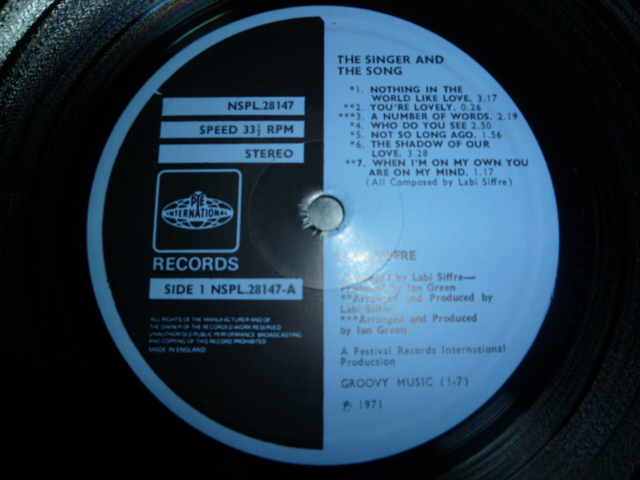 THE SINGER AND
THE SONG
*1. NOTHING IN THE
WORLD LIKE LOVE. 3.17
**2. YOU'RE LOVELY. 0.26
***3. A NUMBER OF WORDS. 2.19
*4. WHO DO YOU SEE 2.50
*5. NOT SO LONG AGO. 1.56
*6. THE SHADOW OF OUR
LOVE. 3.28
**7. WHEN I'M ON MY OWN YOU
ARE ON MY MIND. 1.17
(All Composed by Labi Siffre)
NSPL.28147
SPEED 33⅓ RPM
STEREO
PYE
INTERNATIONAL
RECORDS
SIDE 1 NSPL.28147-A
ALL RIGHTS OF THE MANUFACTURER AND OF
THE OWNER OF THE RECORDED WORK RESERVED
UNAUTHORISED PUBLIC PERFORMANCE BROADCASTING
AND COPYING OF THIS RECORD PROHIBITED
MADE IN ENGLAND
SIFFRE
by Labi Siffre—
Produced by Ian Green
**Arranged and Produced by
Labi Siffre
***Arranged and Produced
by Ian Green
A Festival Records International
Production
GROOVY MUSIC (1-7)
℗ 1971